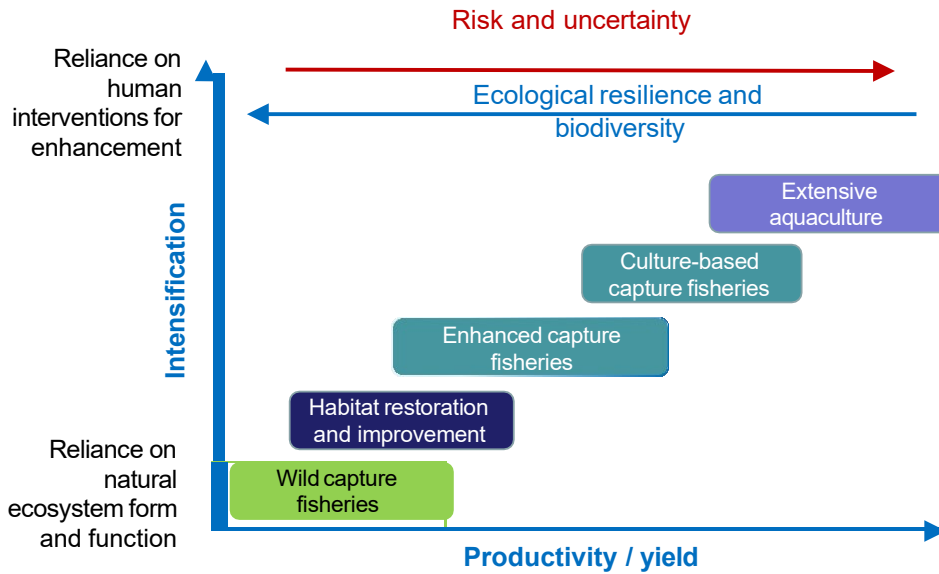 Risk and uncertainty
Reliance on
human
interventions for
enhancement
Ecological resilience and
biodiversity
Extensive
aquaculture
Culture-based
capture fisheries
Intensification
Enhanced capture
fisheries
Habitat restoration
and improvement
Reliance on
natural
ecosystem form
and function
Wild capture
fisheries
Productivity / yield